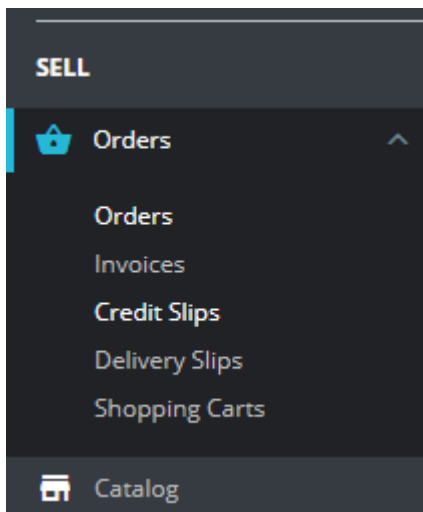 SELL
Orders
Orders
Invoices
Credit Slips
Delivery Slips
Shopping Carts
Catalog